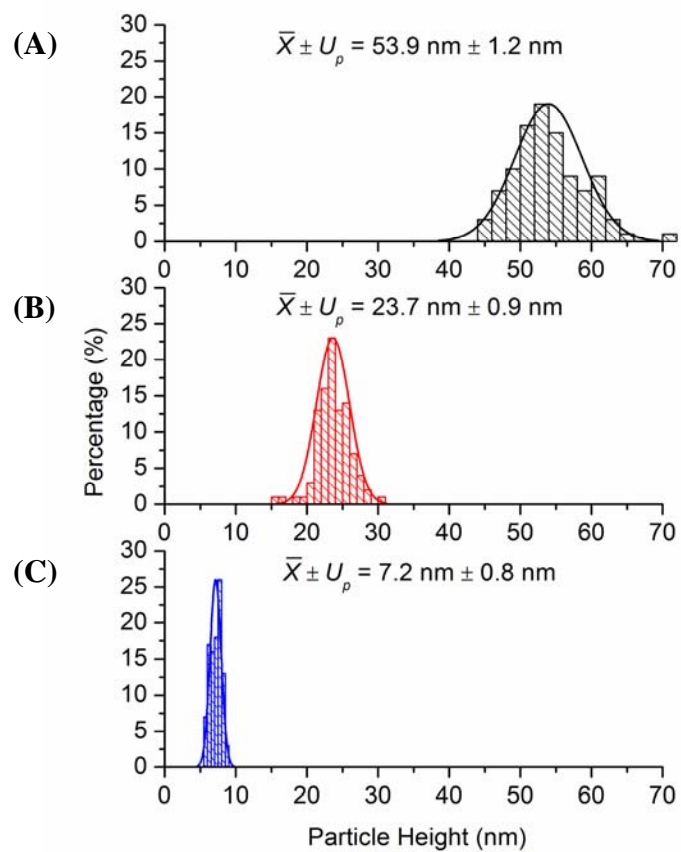 (A)
X̄ ± U_p = 53.9 nm ± 1.2 nm
30
25
20
15
10
5
0
0 10 20 30 40 50 60 70
(B)
X̄ ± U_p = 23.7 nm ± 0.9 nm
30
25
20
15
10
5
0
0 10 20 30 40 50 60 70
Percentage (%)
(C)
X̄ ± U_p = 7.2 nm ± 0.8 nm
30
25
20
15
10
5
0
0 10 20 30 40 50 60 70
Particle Height (nm)